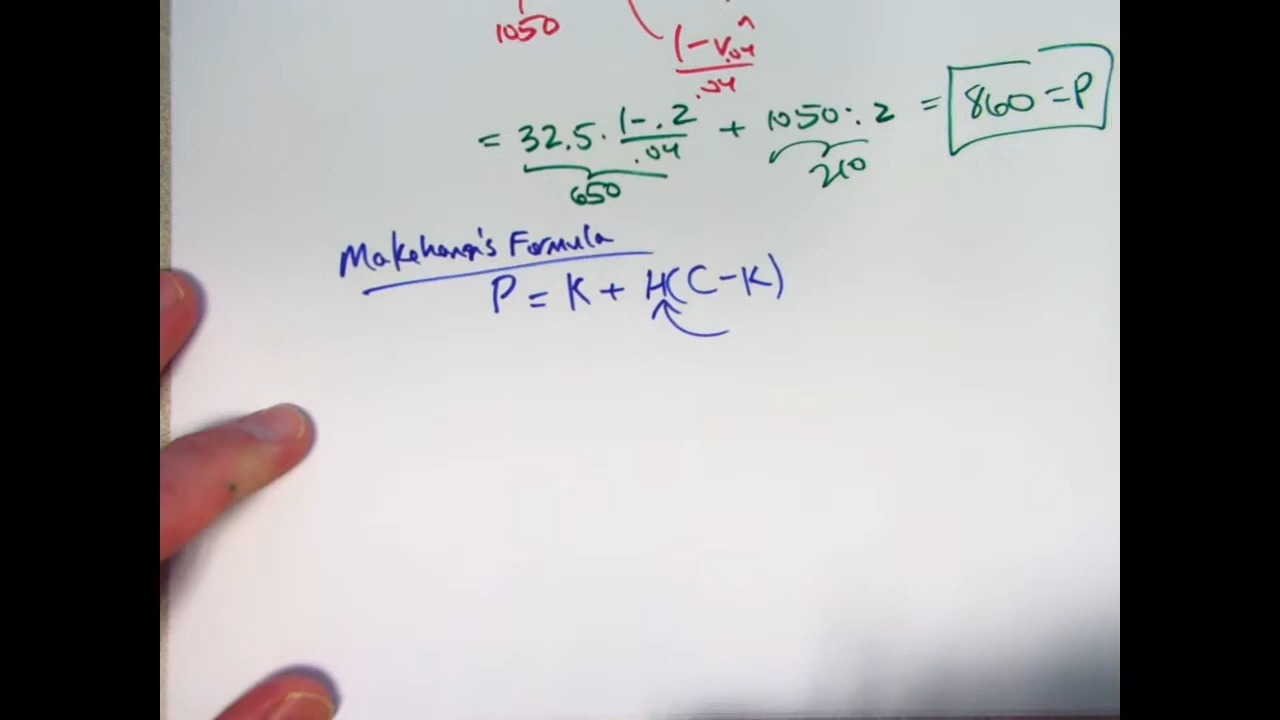 1050
1-v.04^n
.04
= 32.5 · 1-.2/.04 + 1050·.2 = 860=P
650
210
Makeham's Formula
P = K + H(C-K)